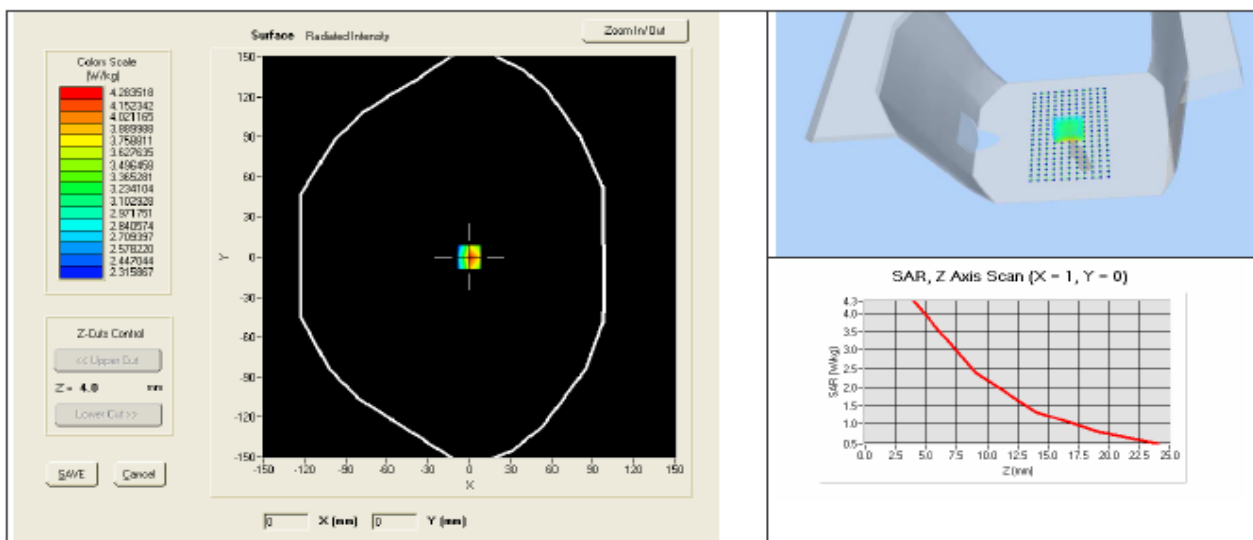 Surface Radiated Intensity
Zoom In/Out
Colors Scale
(W/kg)
4.283518
4.152342
4.021165
3.889988
3.758811
3.627635
3.496458
3.365281
3.234104
3.102928
2.971751
2.840574
2.709397
2.578220
2.447044
2.315867
Z-Cuts Control
<< Upper Cut
Z = 4.0 mm
Lower Cut >>
SAVE Cancel
150-
120-
90-
60-
30-
0-
-30-
-60-
-90-
-120-
-150-
Y
-150 -120 -90 -60 -30 0 30 60 90 120 150
X
0 X (mm) 0 Y (mm)
SAR, Z Axis Scan (X = 1, Y = 0)
4.3-
4.0-
3.5-
3.0-
2.5-
2.0-
1.5-
1.0-
0.5-
SAR (W/kg)
0.0 2.5 5.0 7.5 10.0 12.5 15.0 17.5 20.0 22.5 25.0
Z (mm)